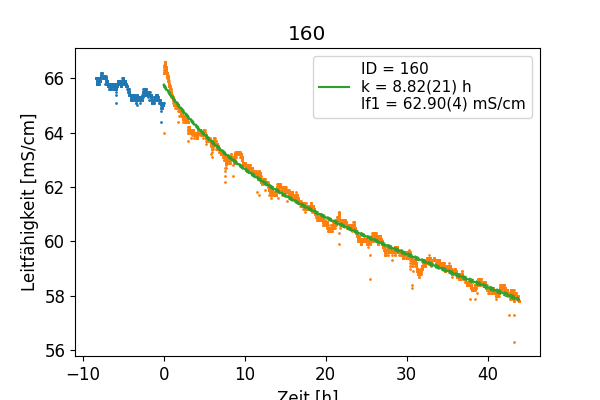 160
ID = 160
k = 8.82(21) h
lf1 = 62.90(4) mS/cm
Leitfähigkeit [mS/cm]
66
64
62
60
58
56
−10
0
10
20
30
40
Zeit [h]